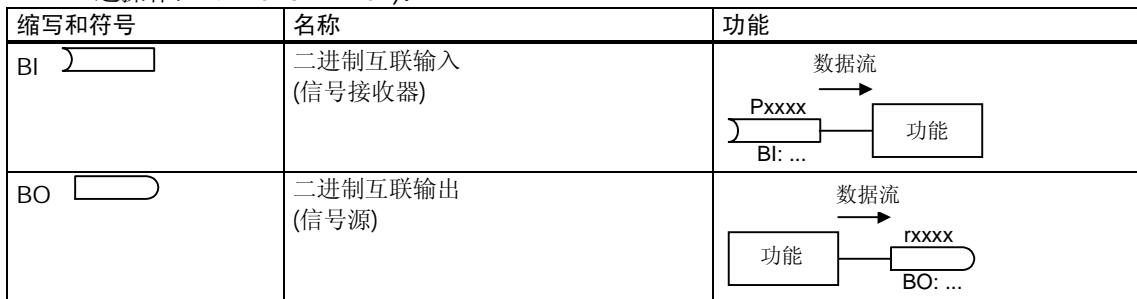 缩写和符号 名称 功能
BI 二进制互联输入
(信号接收器)
数据流
Pxxxx
功能
BI: ...
BO 二进制互联输出
(信号源)
数据流
rxxxx
功能
BO: ...